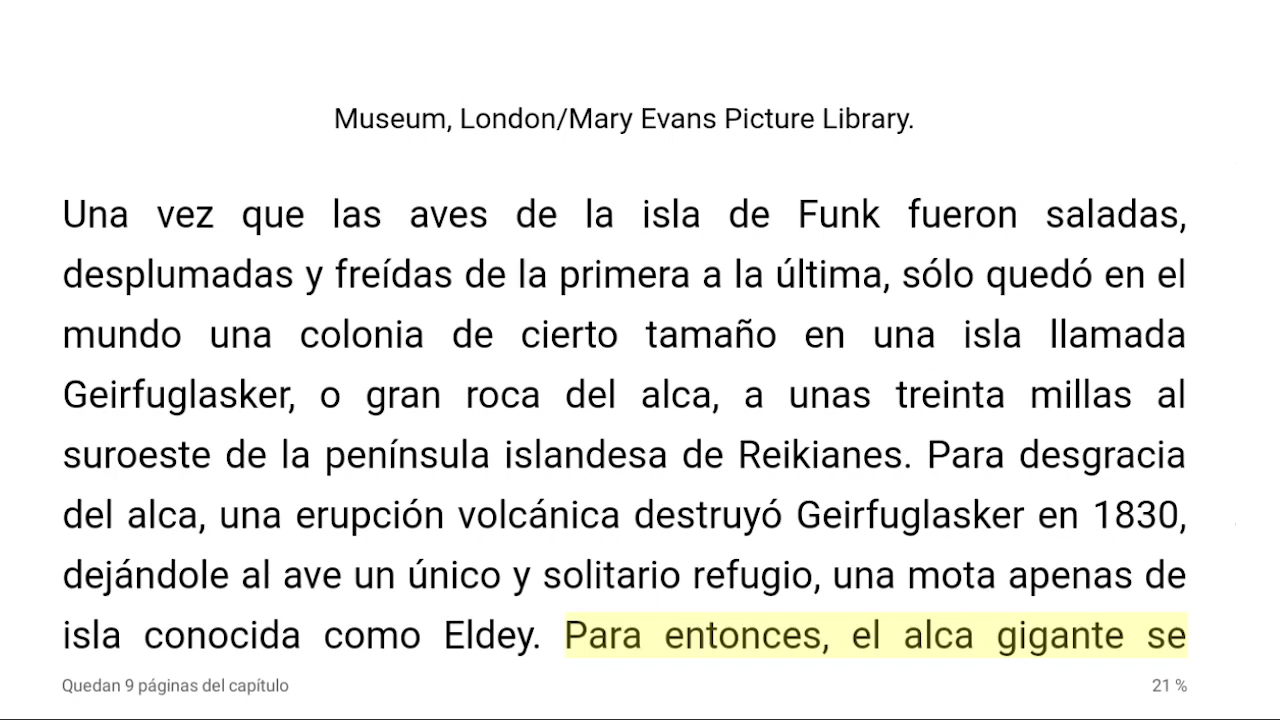 Museum, London/Mary Evans Picture Library.
Una vez que las aves de la isla de Funk fueron saladas,
desplumadas y freídas de la primera a la última, sólo quedó en el
mundo una colonia de cierto tamaño en una isla llamada
Geirfuglasker, o gran roca del alca, a unas treinta millas al
suroeste de la península islandesa de Reikianes. Para desgracia
del alca, una erupción volcánica destruyó Geirfuglasker en 1830,
dejándole al ave un único y solitario refugio, una mota apenas de
isla conocida como Eldey. Para entonces, el alca gigante se
Quedan 9 páginas del capítulo
21 %